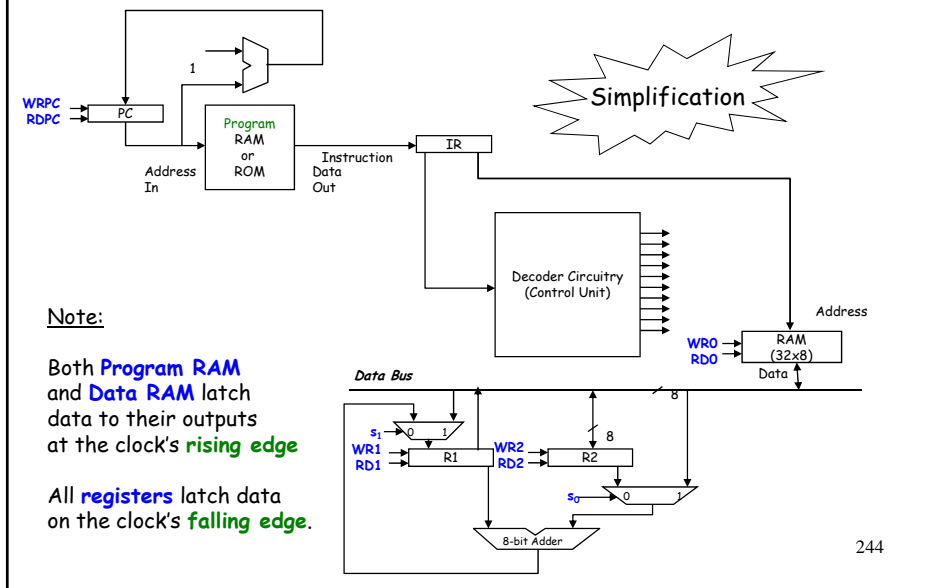 Simplification
1
WRPC
RDPC
PC
Program
RAM
or
ROM
Address
In
Instruction
Data
Out
IR
Decoder Circuitry
(Control Unit)
Address
WR0
RD0
RAM
(32x8)
Data
Note:
Both Program RAM
and Data RAM latch
data to their outputs
at the clock's rising edge
All registers latch data
on the clock's falling edge.
Data Bus
8
s1
0 1
WR1
RD1
R1
8
WR2
RD2
R2
s0
0 1
8-bit Adder
244